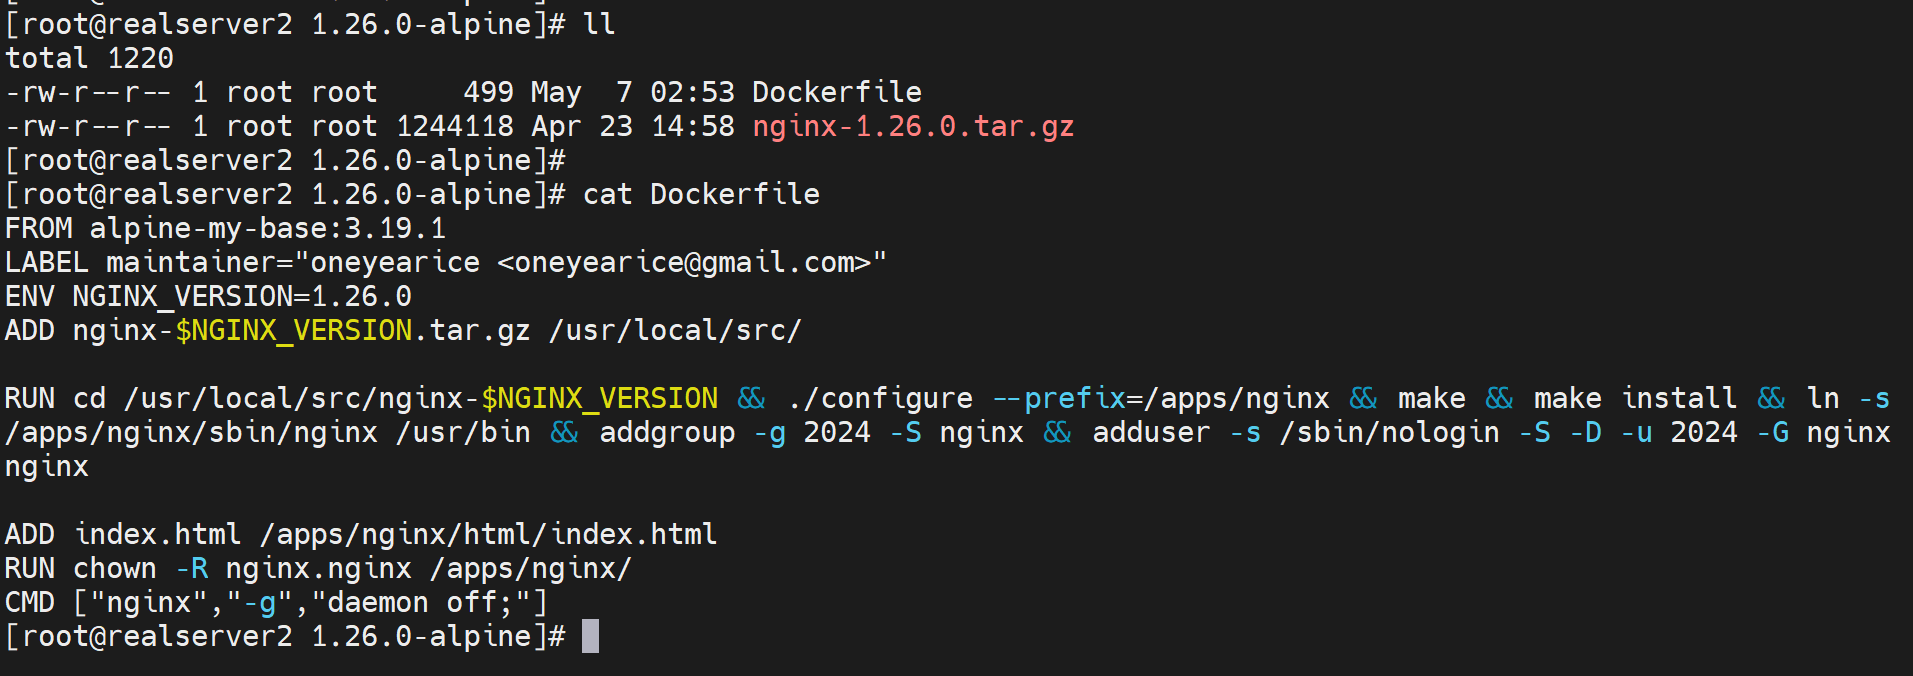 [root@realserver2 1.26.0-alpine]# ll
total 1220
-rw-r--r-- 1 root root     499 May  7 02:53 Dockerfile
-rw-r--r-- 1 root root 1244118 Apr 23 14:58 nginx-1.26.0.tar.gz
[root@realserver2 1.26.0-alpine]#
[root@realserver2 1.26.0-alpine]# cat Dockerfile
FROM alpine-my-base:3.19.1
LABEL maintainer="oneyearice <oneyearice@gmail.com>"
ENV NGINX_VERSION=1.26.0
ADD nginx-$NGINX_VERSION.tar.gz /usr/local/src/

RUN cd /usr/local/src/nginx-$NGINX_VERSION && ./configure --prefix=/apps/nginx && make && make install && ln -s
/apps/nginx/sbin/nginx /usr/bin && addgroup -g 2024 -S nginx && adduser -s /sbin/nologin -S -D -u 2024 -G nginx
nginx

ADD index.html /apps/nginx/html/index.html
RUN chown -R nginx.nginx /apps/nginx/
CMD ["nginx","-g","daemon off;"]
[root@realserver2 1.26.0-alpine]#